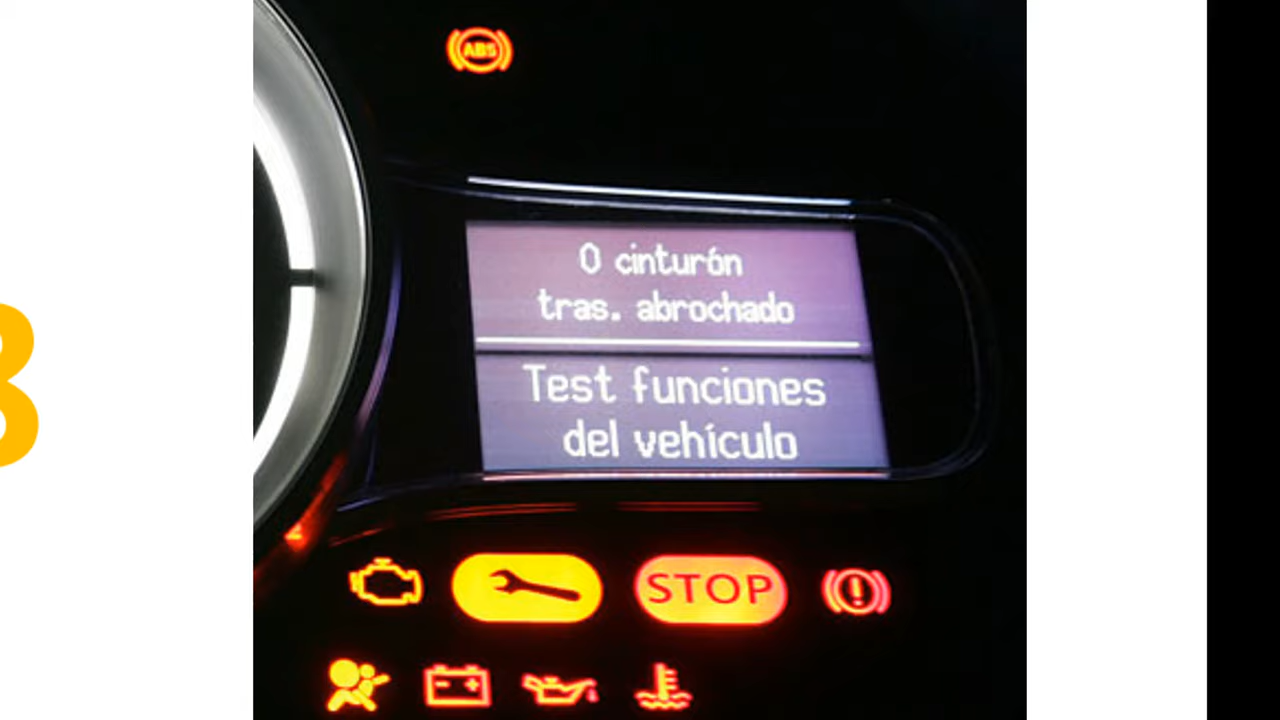 ABS
0 cinturón
tras. abrochado
Test funciones
del vehículo
STOP